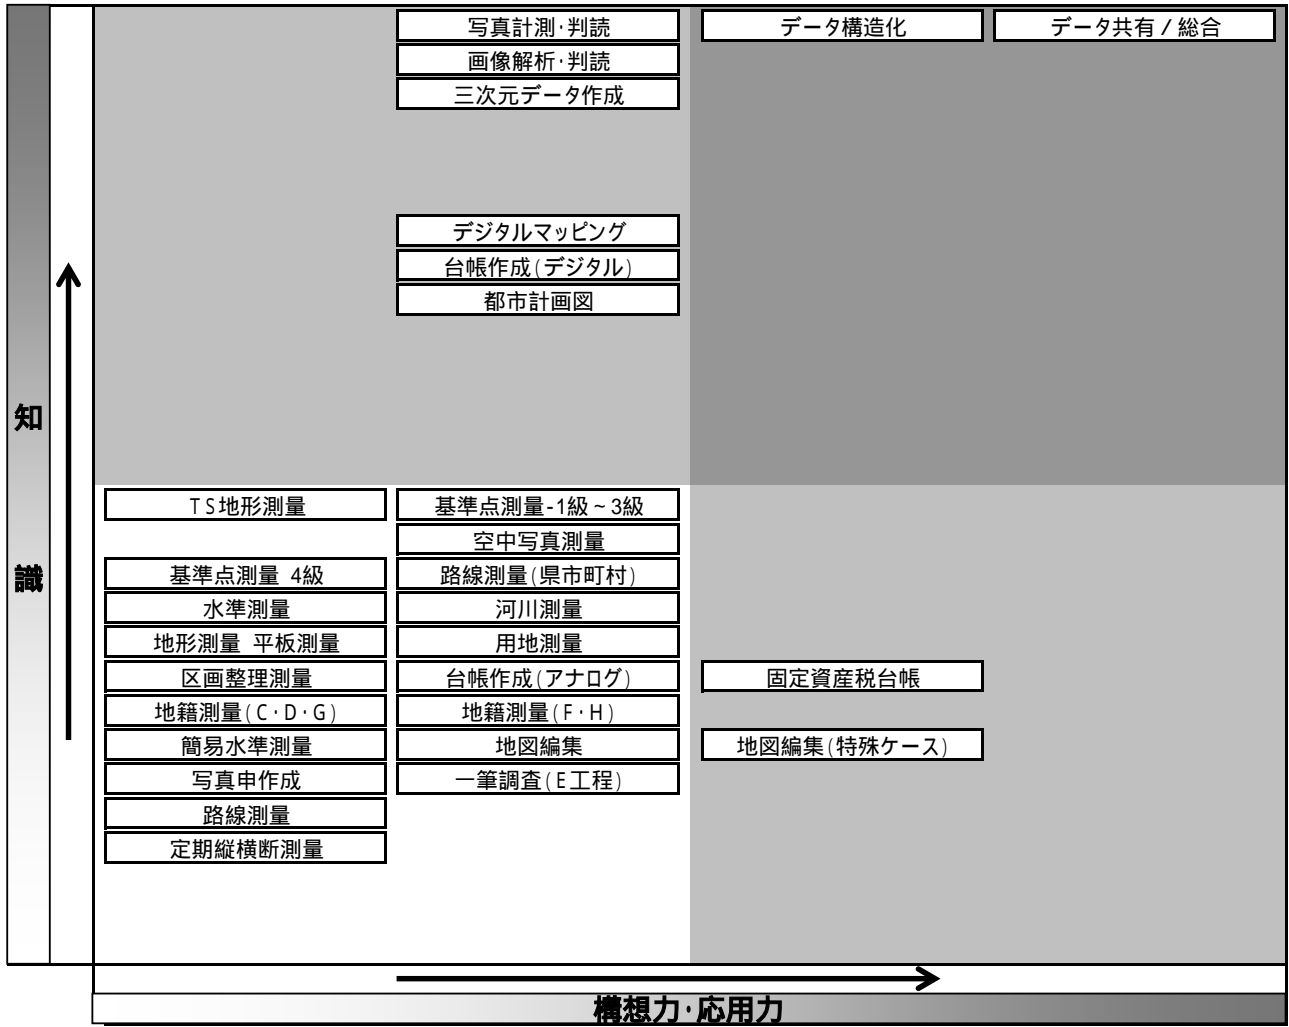 写真計測･判読
データ構造化
データ共有 / 総合
画像解析･判読
三次元データ作成
デジタルマッピング
台帳作成(デジタル)
都市計画図
知
識
TS地形測量
基準点測量-1級~3級
空中写真測量
基準点測量 4級
路線測量(県市町村)
水準測量
河川測量
地形測量 平板測量
用地測量
区画整理測量
台帳作成(アナログ)
固定資産税台帳
地籍測量(C･D･G)
地籍測量(F･H)
簡易水準測量
地図編集
地図編集(特殊ケース)
写真申作成
一筆調査(E工程)
路線測量
定期縦横断測量
構想力･応用力